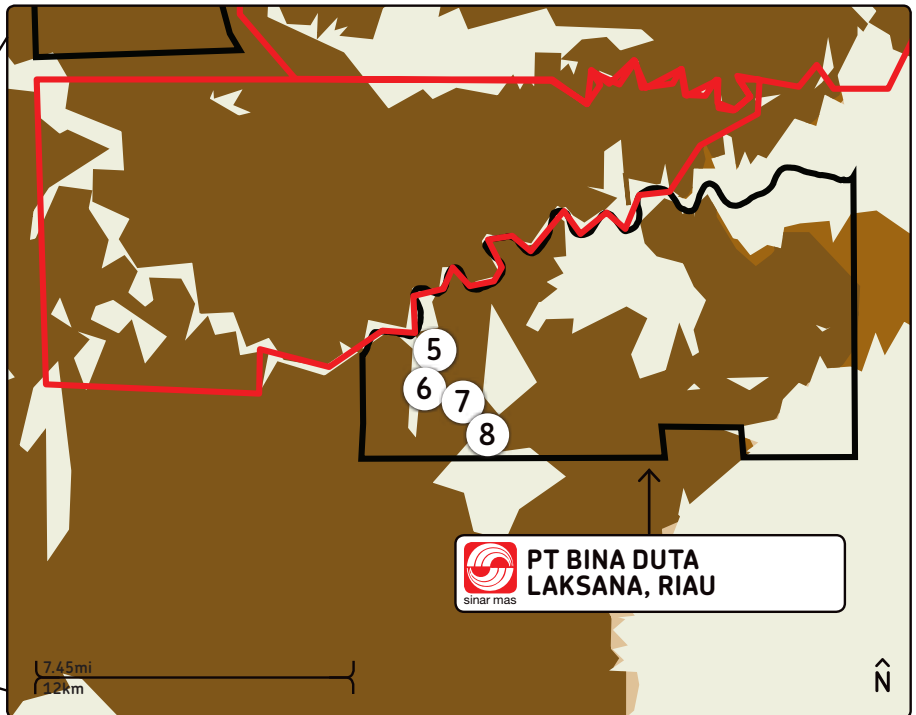 5
6
7
8
PT BINA DUTA
LAKSANA, RIAU
sinar mas
7.45mi
12km
N